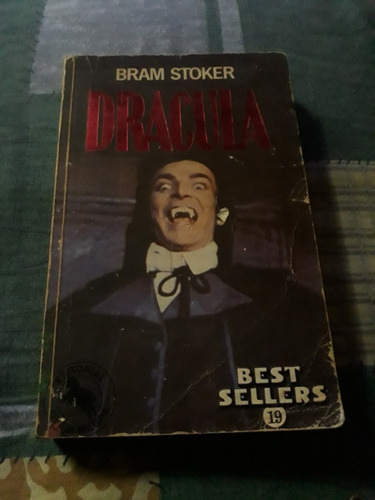 BRAM STOKER
DRACULA
BEST
SELLERS
19